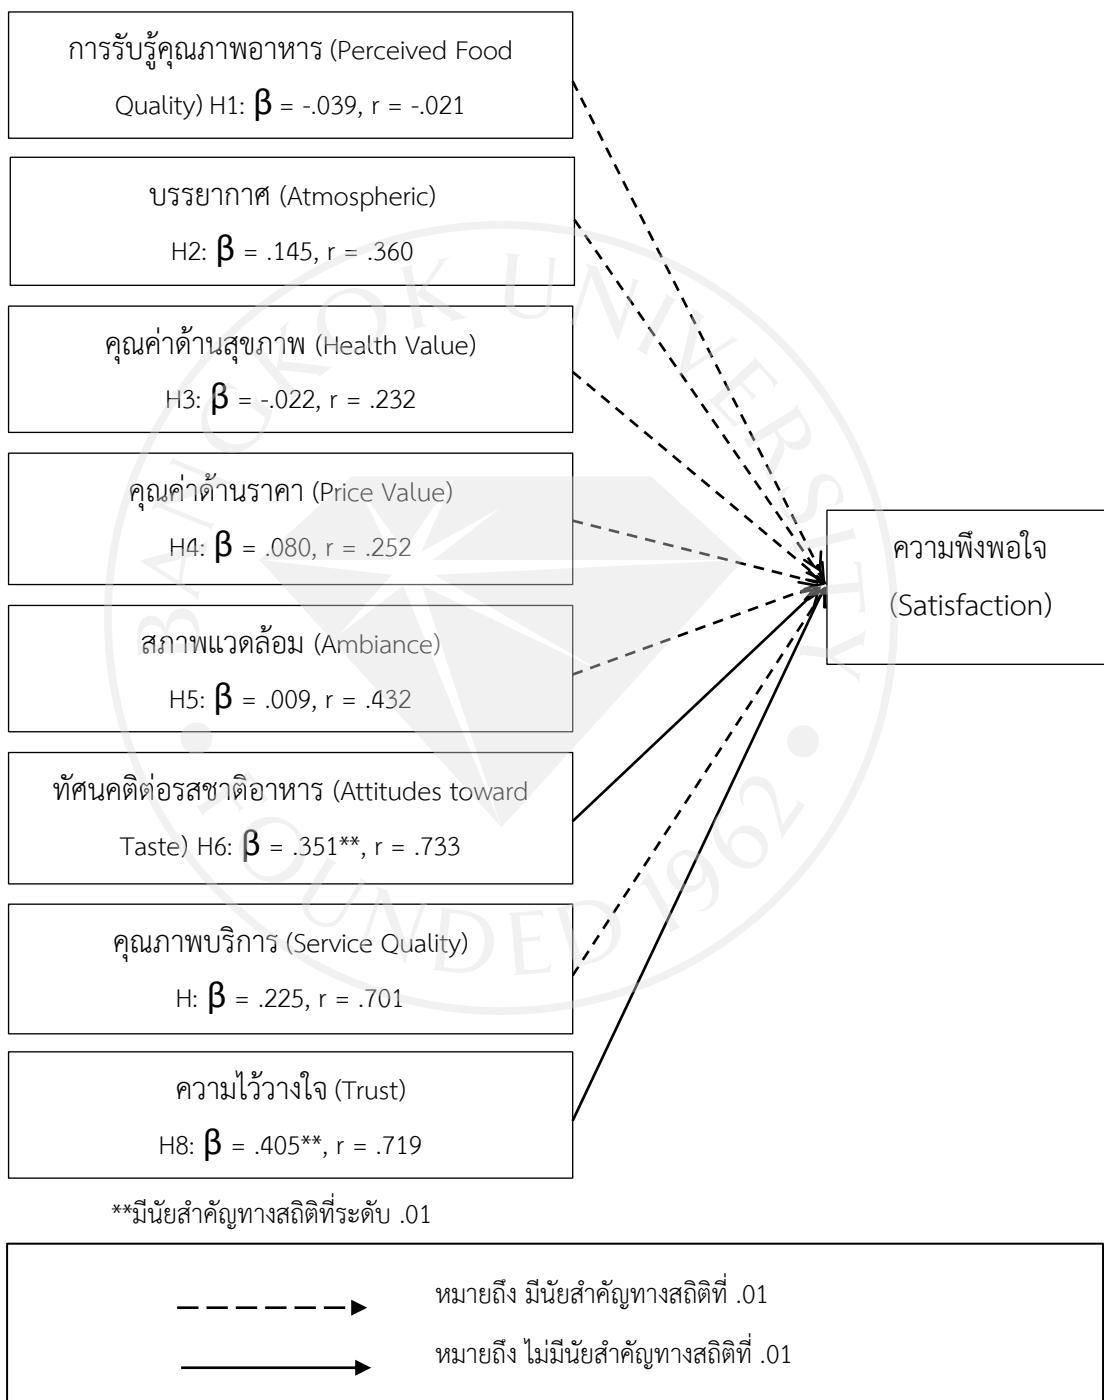 การรับรู้คุณภาพอาหาร (Perceived Food
Quality) H1: β = -.039, r = -.021
บรรยากาศ (Atmospheric)
H2: β = .145, r = .360
คุณค่าด้านสุขภาพ (Health Value)
H3: β = -.022, r = .232
คุณค่าด้านราคา (Price Value)
H4: β = .080, r = .252
สภาพแวดล้อม (Ambiance)
H5: β = .009, r = .432
ทัศนคติต่อรสชาติอาหาร (Attitudes toward
Taste) H6: β = .351**, r = .733
คุณภาพบริการ (Service Quality)
H: β = .225, r = .701
ความไว้วางใจ (Trust)
H8: β = .405**, r = .719
ความพึงพอใจ
(Satisfaction)
**มีนัยสำคัญทางสถิติที่ระดับ .01
หมายถึง มีนัยสำคัญทางสถิติที่ .01
หมายถึง ไม่มีนัยสำคัญทางสถิติที่ .01
BANGKOK UNIVERSITY
FOUNDED 1962